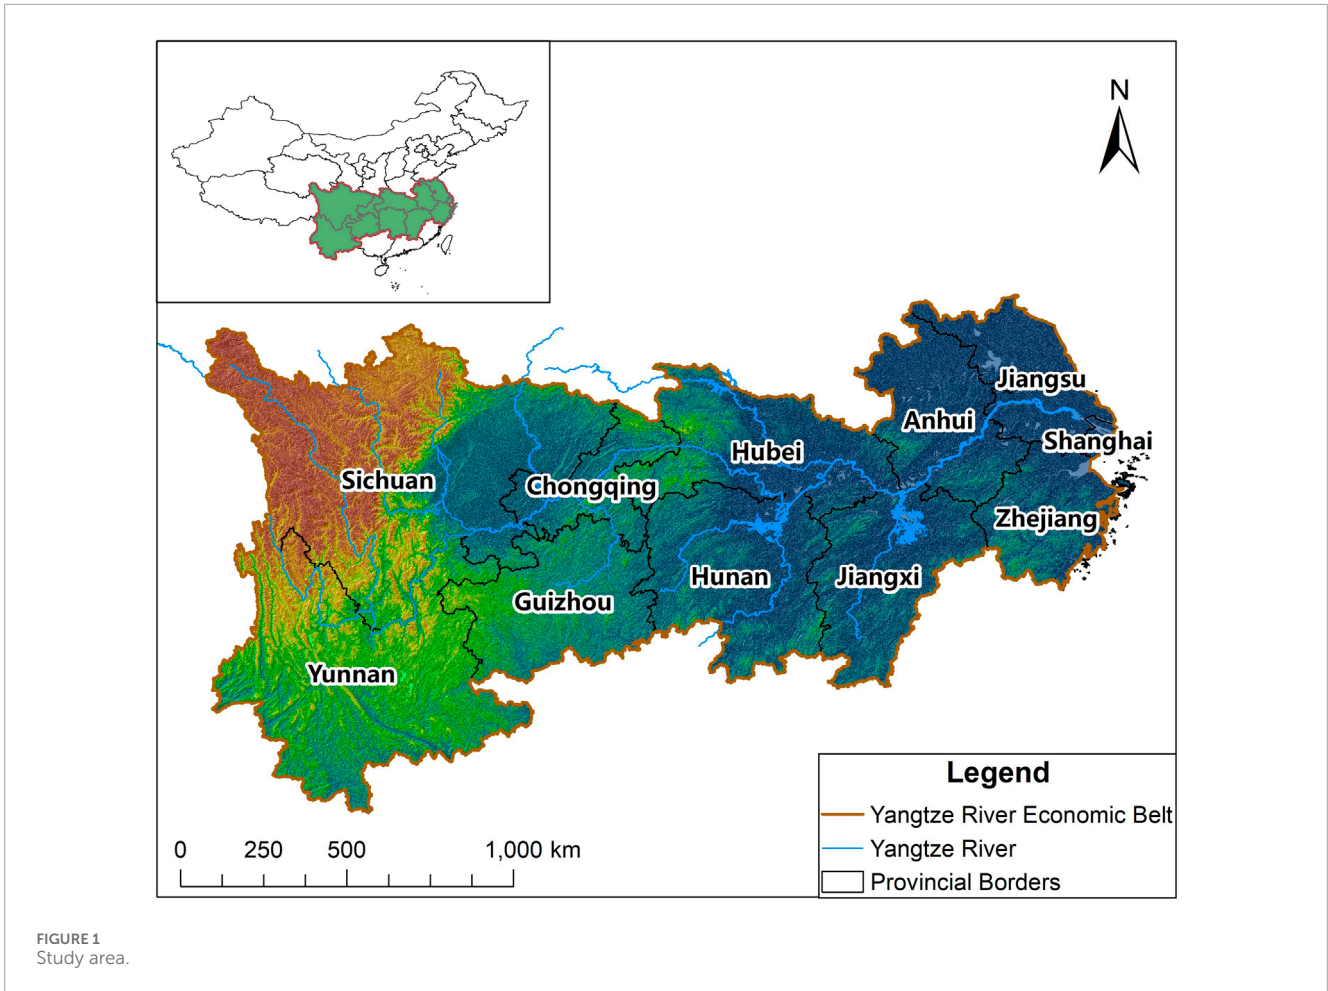 N
Jiangsu
Anhui
Shanghai
Hubei
Sichuan
Chongqing
Zhejiang
Hunan
Jiangxi
Guizhou
Yunnan
Legend
Yangtze River Economic Belt
Yangtze River
Provincial Borders
0 250 500 1,000 km
FIGURE 1
Study area.